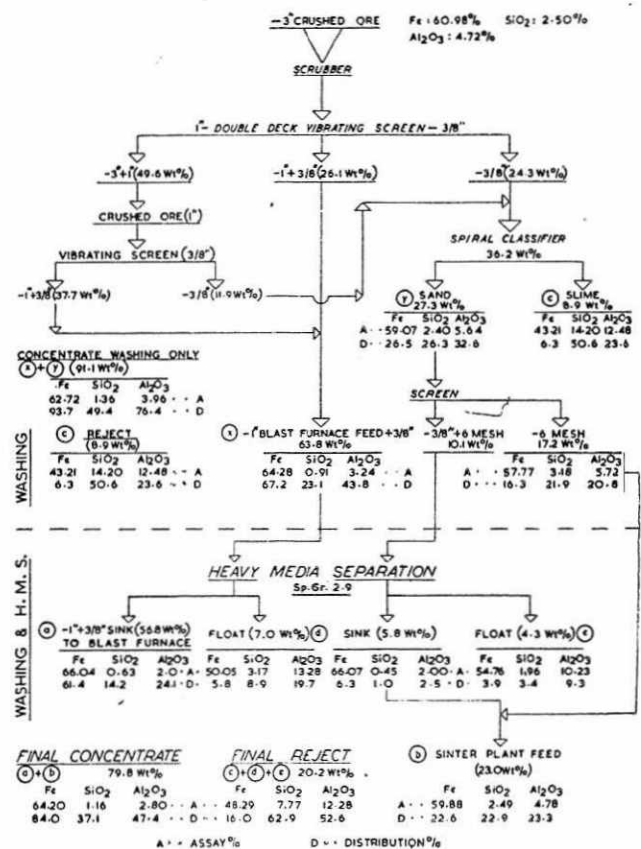 -3" CRUSHED ORE
Fe : 60.98% SiO2 : 2.50%
Al2O3 : 4.72%
SCRUBBER
1"- DOUBLE DECK VIBRATING SCREEN - 3/8"
-3"+1"(49.6 Wt%)
-1"+3/8"(26.1 Wt%)
-3/8"(24.3 Wt%)
CRUSHED ORE (1")
VIBRATING SCREEN (3/8")
SPIRAL CLASSIFIER
36.2 Wt%
-1"+3/8"(37.7 Wt%)
-3/8"(11.9 Wt%)
y SAND
27.3 Wt%
Fe SiO2 Al2O3
A · · 59.07 2.40 5.64
D · · 26.5 26.3 32.6
c SLIME
8.9 Wt%
Fe SiO2 Al2O3
43.21 14.20 12.48
6.3 50.6 23.6
CONCENTRATE WASHING ONLY
x + y (91.1 Wt%)
Fe SiO2 Al2O3
62.72 1.36 3.96 · · A
93.7 49.4 76.4 · · D
SCREEN
WASHING
c REJECT
(8.9 Wt%)
Fe SiO2 Al2O3
43.21 14.20 12.48 · · A
6.3 50.6 23.6 · · D
x -1" BLAST FURNACE FEED +3/8"
63.8 Wt%
Fe SiO2 Al2O3
64.28 0.91 3.24 · · A
67.2 23.1 43.8 · · D
-3/8"+6 MESH
10.1 Wt%
-6 MESH
17.2 Wt%
Fe SiO2 Al2O3
A · · 57.77 3.18 5.72
D · · 16.3 21.9 20.8
WASHING & H.M.S.
HEAVY MEDIA SEPARATION
Sp.Gr. 2.9
a -1"+3/8" SINK (56.8 Wt%)
TO BLAST FURNACE
Fe SiO2 Al2O3
66.04 0.63 2.0 · A ·
61.4 14.2 24.1 · D ·
FLOAT (7.0 Wt%) d
Fe SiO2 Al2O3
50.05 3.17 13.28
5.8 8.9 19.7
SINK (5.8 Wt%)
Fe SiO2 Al2O3
66.07 0.45 2.00 · A ·
6.3 1.0 2.5 · D ·
FLOAT (4.3 Wt%) e
Fe SiO2 Al2O3
54.76 1.96 10.23
3.9 3.4 9.3
FINAL CONCENTRATE
a + b 79.8 Wt%
Fe SiO2 Al2O3
64.20 1.16 2.80 · · A
84.0 37.1 47.4 · · D
FINAL REJECT
c + d + e 20.2 Wt%
Fe SiO2 Al2O3
48.29 7.77 12.28
16.0 62.9 52.6
b SINTER PLANT FEED
(23.0 Wt%)
Fe SiO2 Al2O3
A · · 59.88 2.49 4.78
D · · 22.6 22.9 23.3
A · · ASSAY % D · · DISTRIBUTION %